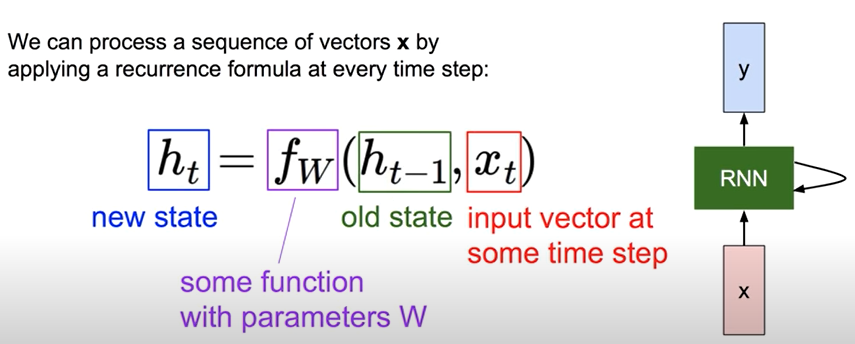 We can process a sequence of vectors x by
applying a recurrence formula at every time step:
h_t = f_W(h_{t-1}, x_t)
new state
old state
input vector at
some time step
some function
with parameters W
y
RNN
x